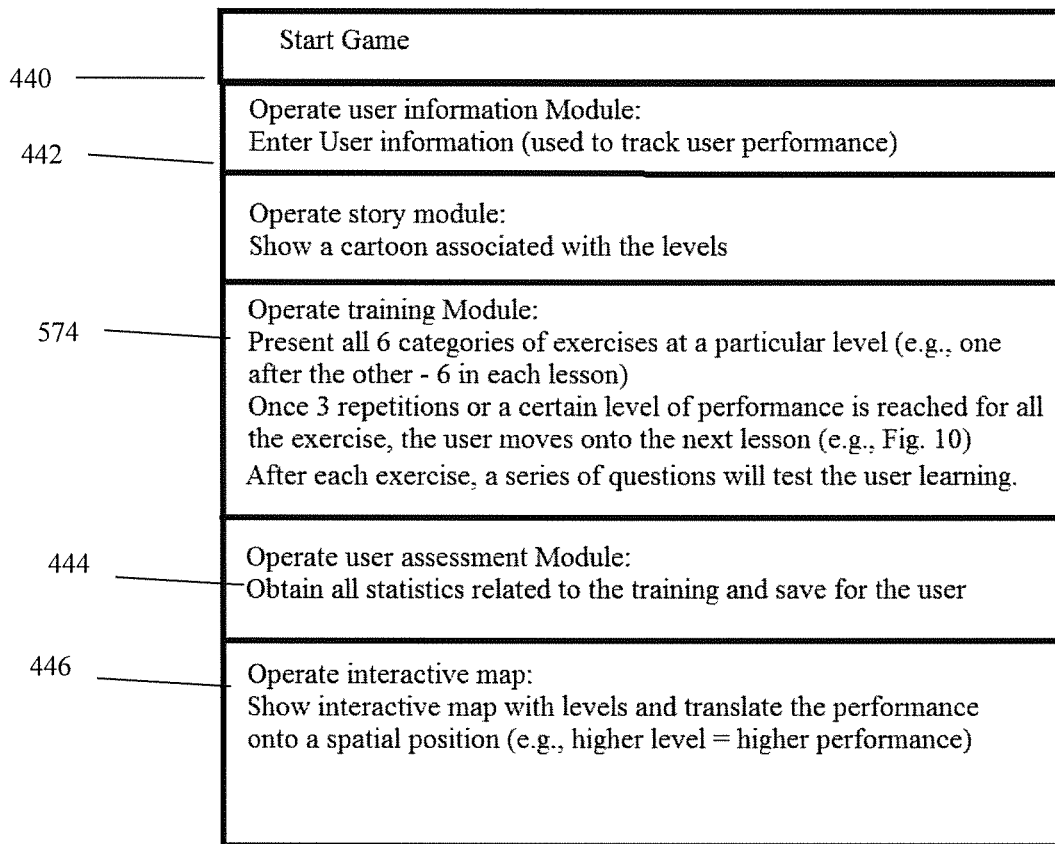 Start Game
440
Operate user information Module:
Enter User information (used to track user performance)
442
Operate story module:
Show a cartoon associated with the levels
Operate training Module:
574
Present all 6 categories of exercises at a particular level (e.g., one
after the other - 6 in each lesson)
Once 3 repetitions or a certain level of performance is reached for all
the exercise, the user moves onto the next lesson (e.g., Fig. 10)
After each exercise, a series of questions will test the user learning.
Operate user assessment Module:
444
Obtain all statistics related to the training and save for the user
446
Operate interactive map:
Show interactive map with levels and translate the performance
onto a spatial position (e.g., higher level = higher performance)